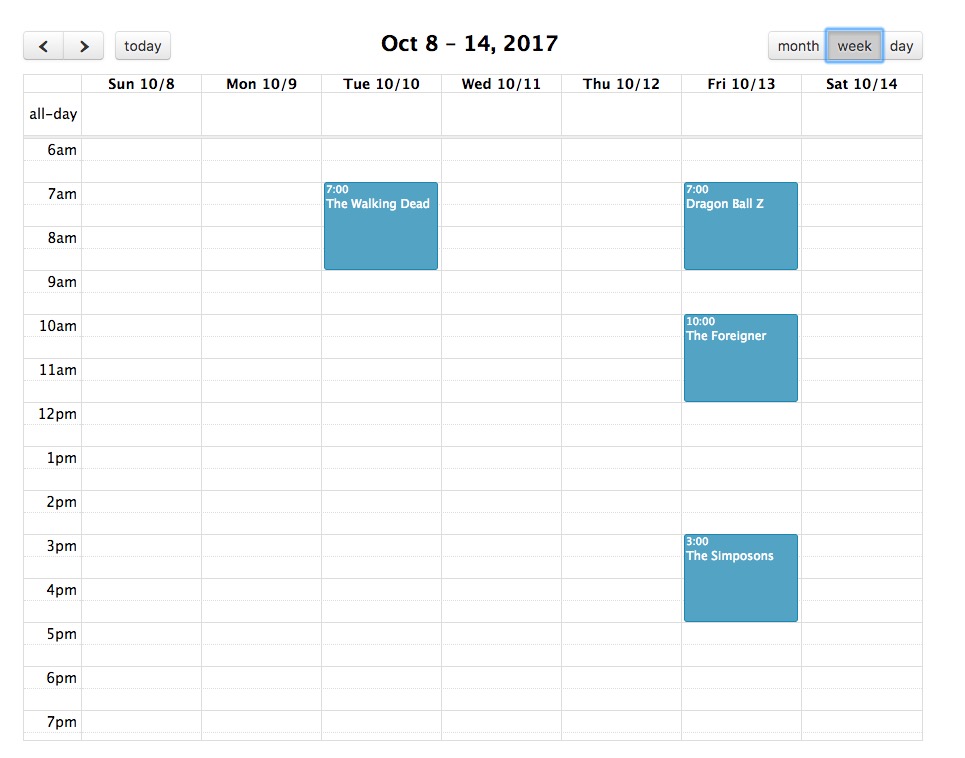 today
Oct 8 – 14, 2017
month week day
Sun 10/8 Mon 10/9 Tue 10/10 Wed 10/11 Thu 10/12 Fri 10/13 Sat 10/14
all-day
6am
7am
7:00
The Walking Dead
7:00
Dragon Ball Z
8am
9am
10am
10:00
The Foreigner
11am
12pm
1pm
2pm
3pm
3:00
The Simposons
4pm
5pm
6pm
7pm